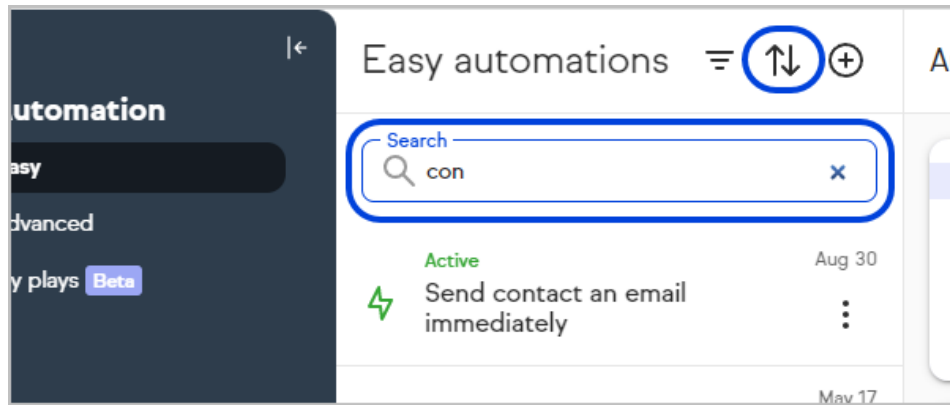 utomation
asy
dvanced
y plays Beta
Easy automations
Search
con
Active
Aug 30
Send contact an email
immediately
May 17
A